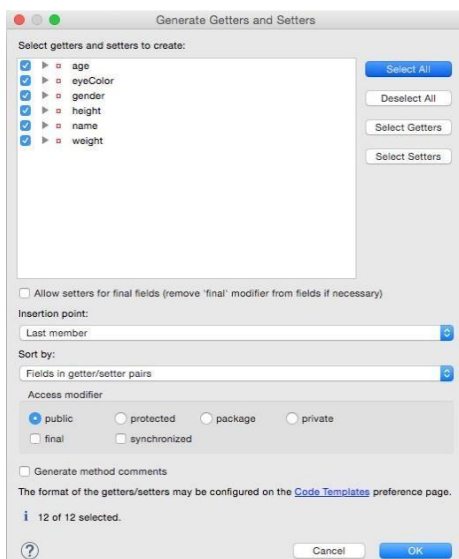 Generate Getters and Setters
Select getters and setters to create:
age
eyeColor
gender
height
name
weight
Select All
Deselect All
Select Getters
Select Setters
Allow setters for final fields (remove 'final' modifier from fields if necessary)
Insertion point:
Last member
Sort by:
Fields in getter/setter pairs
Access modifier
public protected package private
final synchronized
Generate method comments
The format of the getters/setters may be configured on the Code Templates preference page.
i 12 of 12 selected.
? Cancel OK